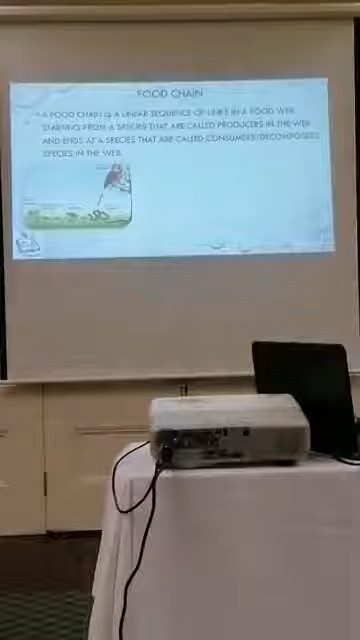 FOOD CHAIN
A FOOD CHAIN IS A LINEAR SEQUENCE OF LINKS IN A FOOD WEB
STARTING FROM A SPECIES THAT ARE CALLED PRODUCERS IN THE WEB
AND ENDS AT A SPECIES THAT ARE CALLED CONSUMERS/DECOMPOSERS
SPECIES IN THE WEB.